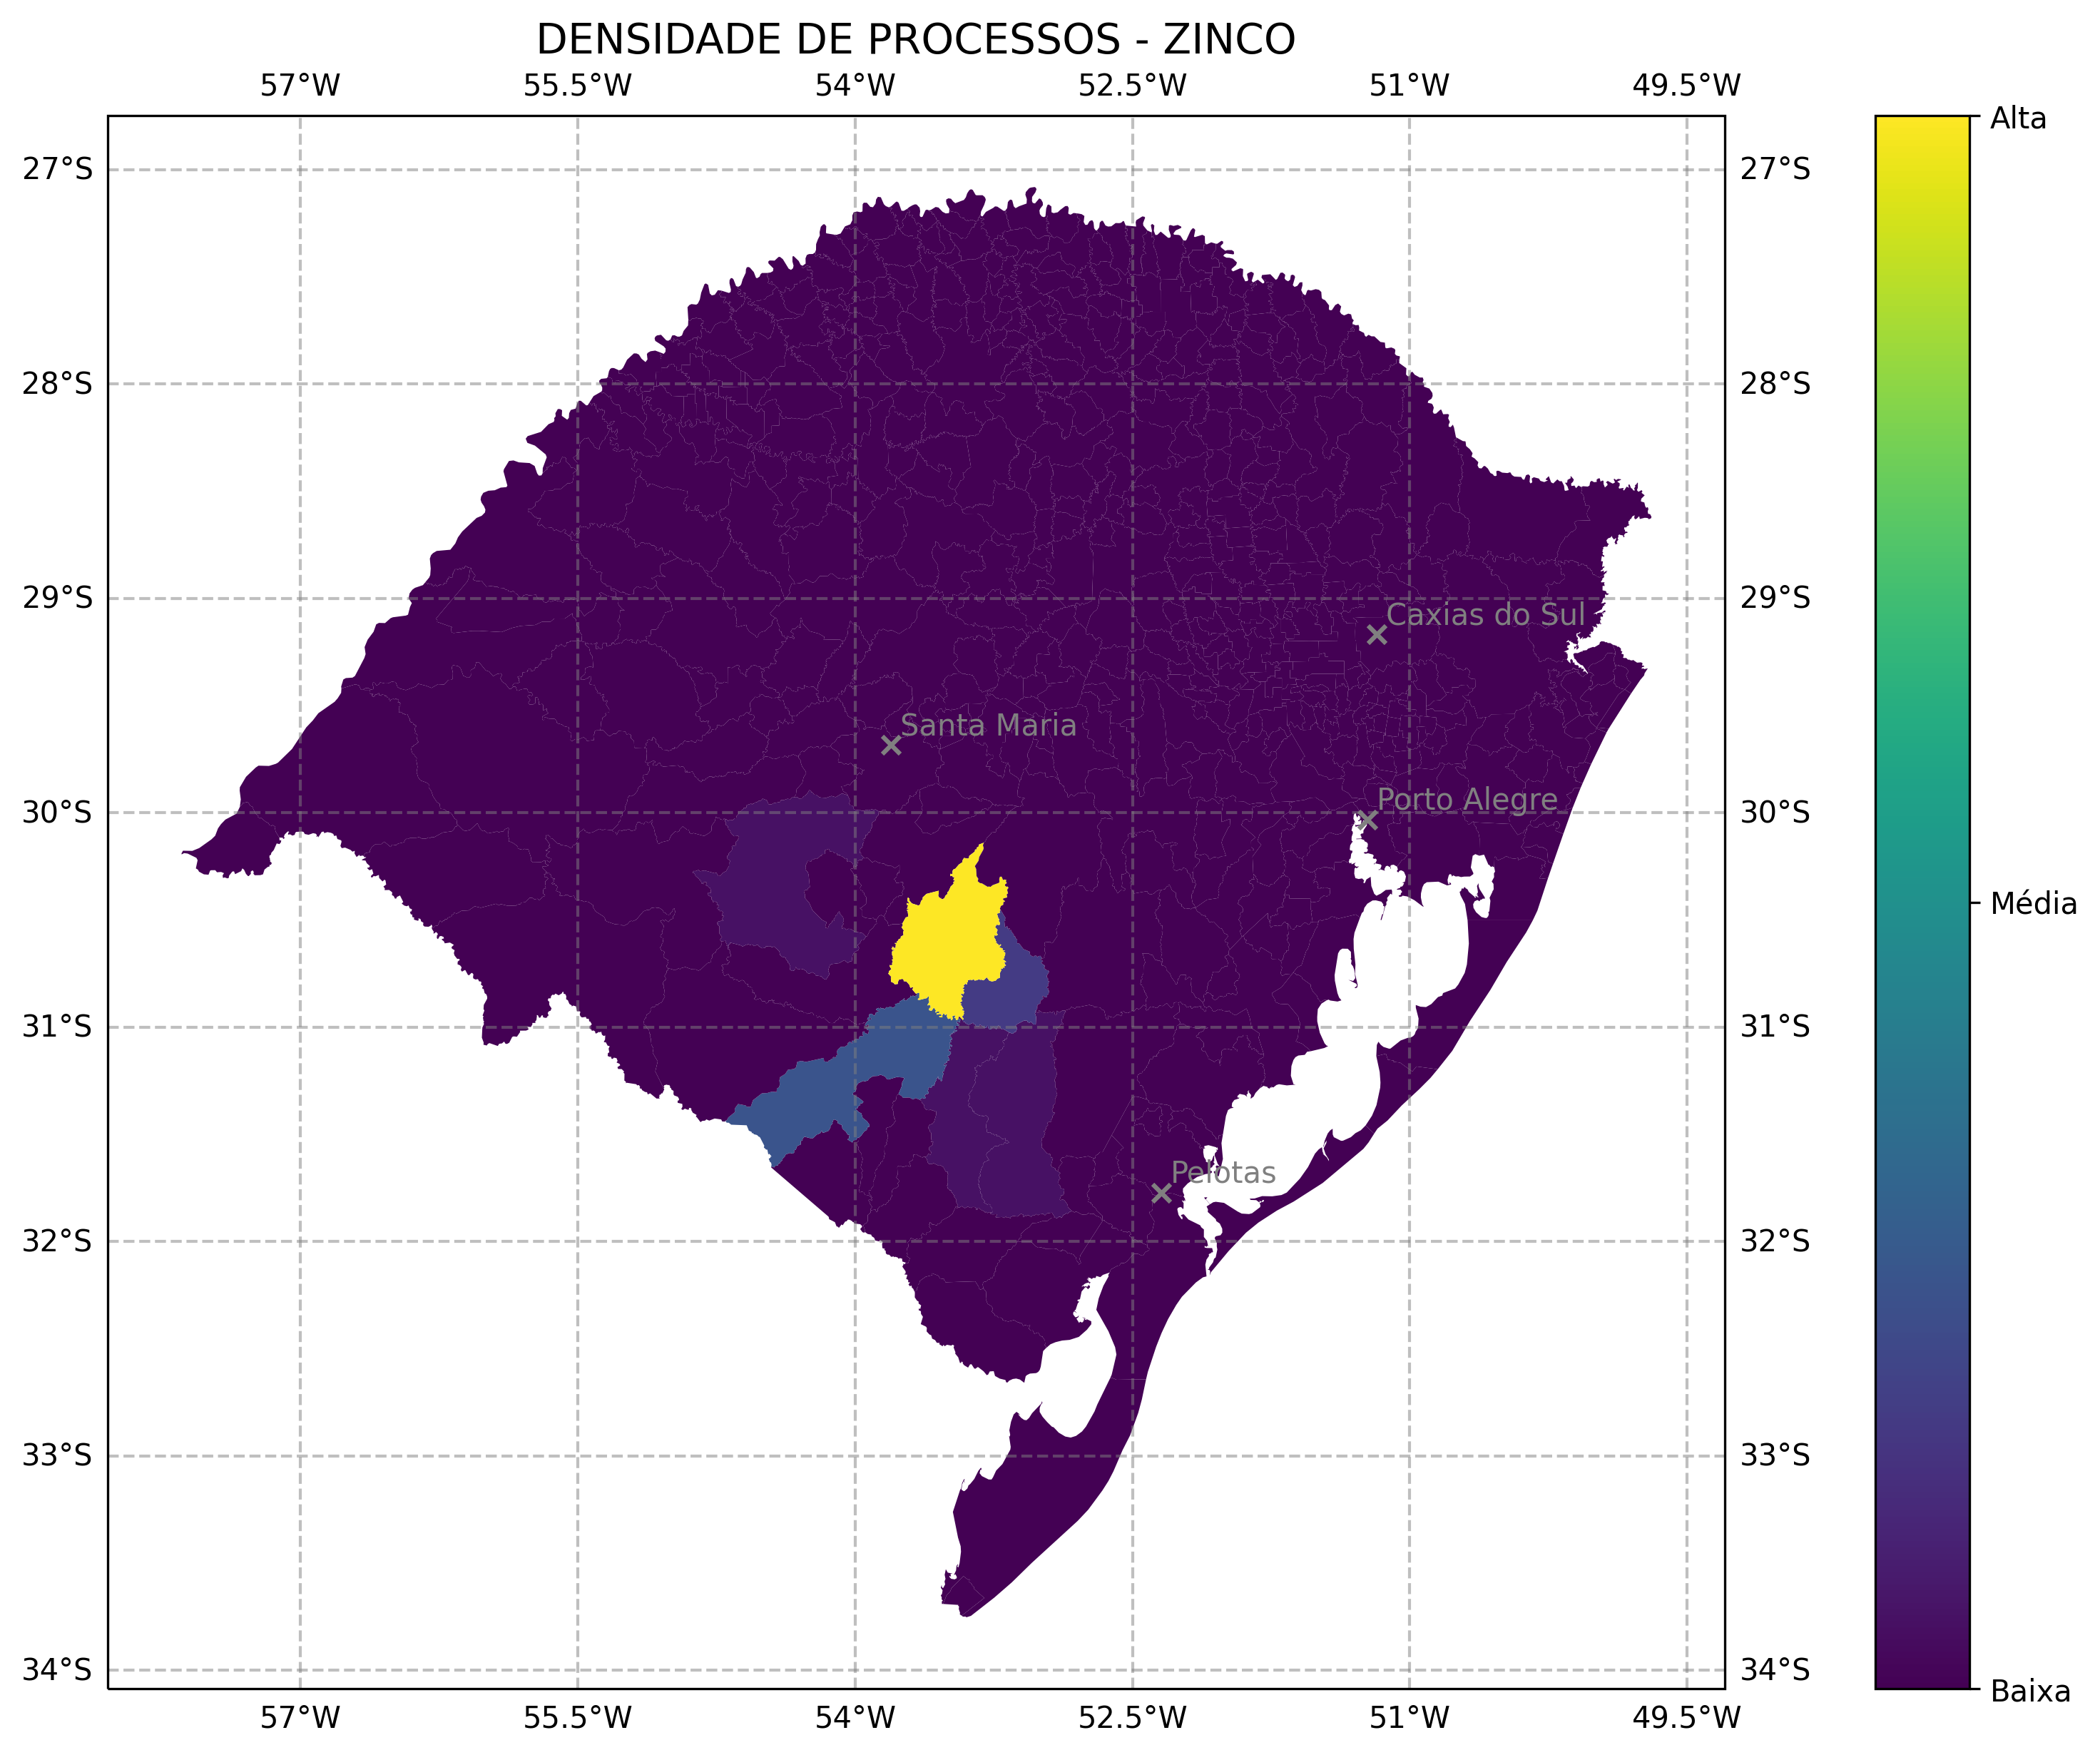 DENSIDADE DE PROCESSOS - ZINCO
57°W 55.5°W 54°W 52.5°W 51°W 49.5°W
Alta
27°S 27°S
28°S 28°S
29°S 29°S
Caxias do Sul
Santa Maria
Porto Alegre
30°S 30°S
Média
31°S 31°S
Pelotas
32°S 32°S
33°S 33°S
34°S 34°S
Baixa
57°W 55.5°W 54°W 52.5°W 51°W 49.5°W